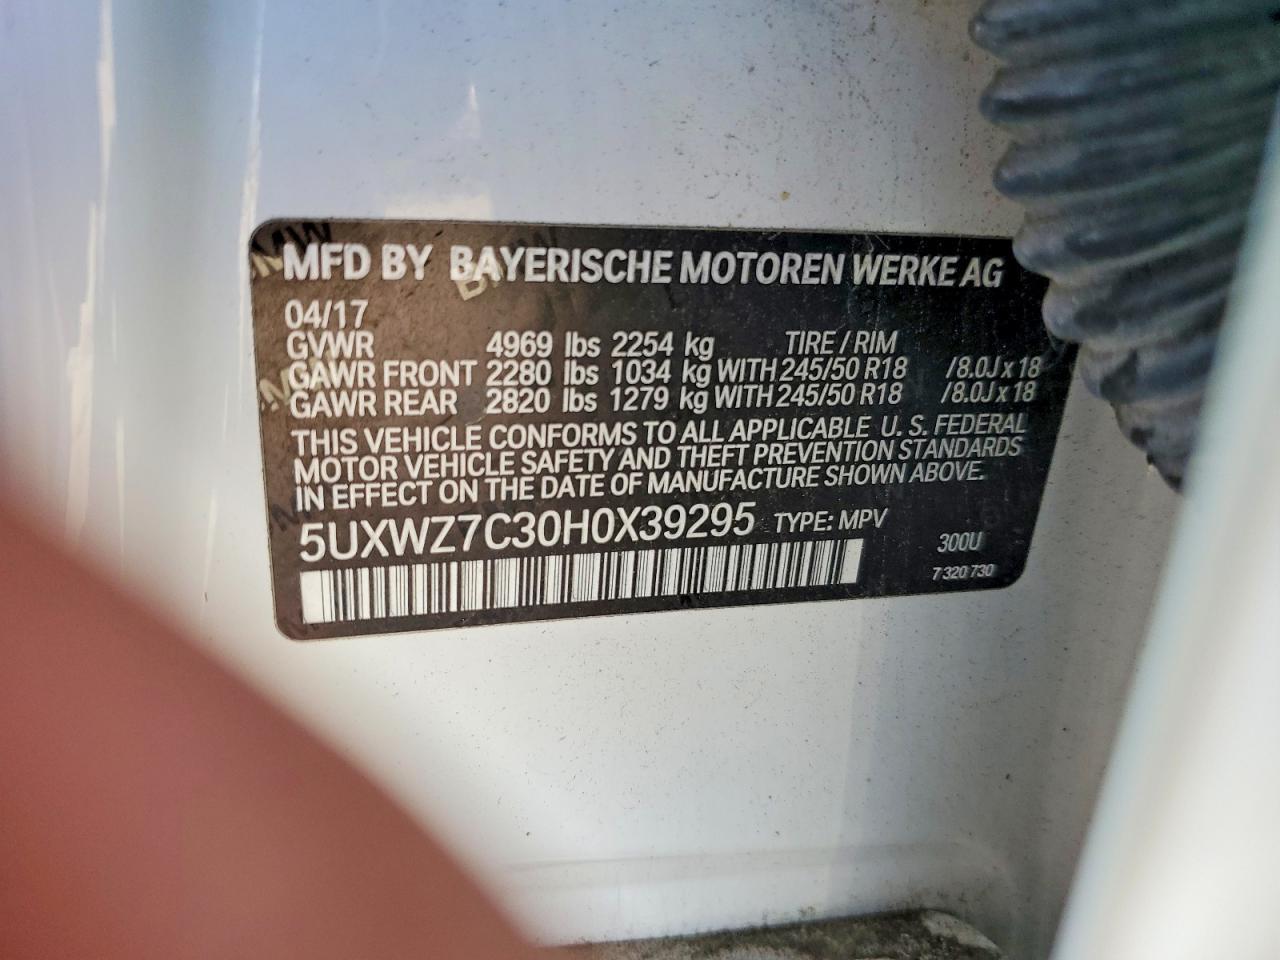 MFD BY BAYERISCHE MOTOREN WERKE AG
04/17
GVWR 4969 lbs 2254 kg TIRE / RIM
GAWR FRONT 2280 lbs 1034 kg WITH 245/50 R18 /8.0J x 18
GAWR REAR 2820 lbs 1279 kg WITH 245/50 R18 /8.0J x 18
THIS VEHICLE CONFORMS TO ALL APPLICABLE U. S. FEDERAL
MOTOR VEHICLE SAFETY AND THEFT PREVENTION STANDARDS
IN EFFECT ON THE DATE OF MANUFACTURE SHOWN ABOVE.
5UXWZ7C30H0X39295 TYPE: MPV
300U
7 320 730